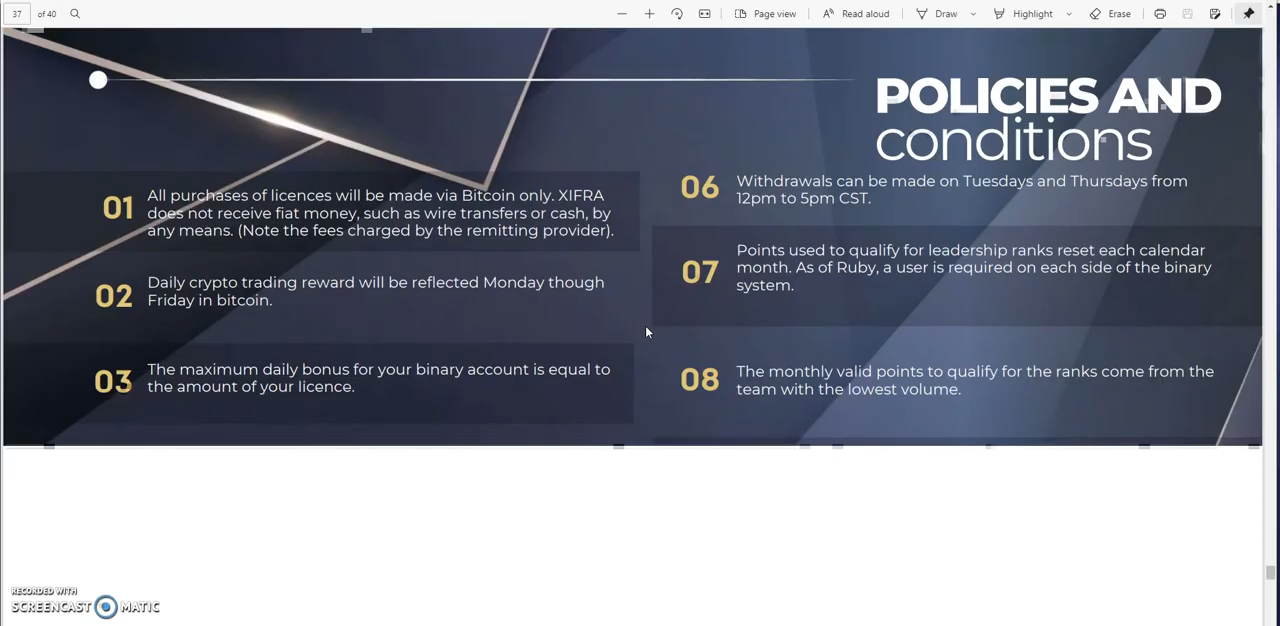 37 of 40 Page view Read aloud Draw Highlight Erase
POLICIES AND
conditions
01
All purchases of licences will be made via Bitcoin only. XIFRA
does not receive fiat money, such as wire transfers or cash, by
any means. (Note the fees charged by the remitting provider).
02
Daily crypto trading reward will be reflected Monday though
Friday in bitcoin.
03
The maximum daily bonus for your binary account is equal to
the amount of your licence.
06
Withdrawals can be made on Tuesdays and Thursdays from
12pm to 5pm CST.
07
Points used to qualify for leadership ranks reset each calendar
month. As of Ruby, a user is required on each side of the binary
system.
08
The monthly valid points to qualify for the ranks come from the
team with the lowest volume.
RECORDED WITH
SCREENCAST MATIC